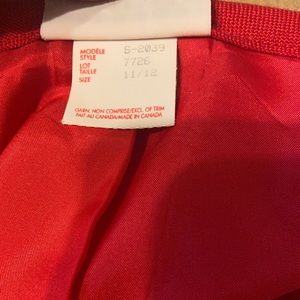 MODÈLE S-2039
STYLE
LOT 7726
TAILLE 11/12
SIZE
GARN. NON COMPRISE/EXCL. OF TRIM
FAIT AU CANADA/MADE IN CANADA